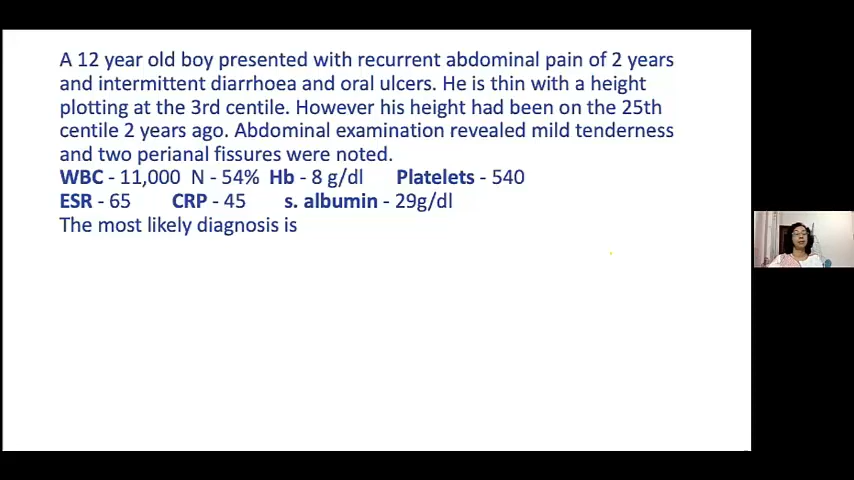 A 12 year old boy presented with recurrent abdominal pain of 2 years
and intermittent diarrhoea and oral ulcers. He is thin with a height
plotting at the 3rd centile. However his height had been on the 25th
centile 2 years ago. Abdominal examination revealed mild tenderness
and two perianal fissures were noted.
WBC - 11,000 N - 54% Hb - 8 g/dl Platelets - 540
ESR - 65 CRP - 45 s. albumin - 29g/dl
The most likely diagnosis is